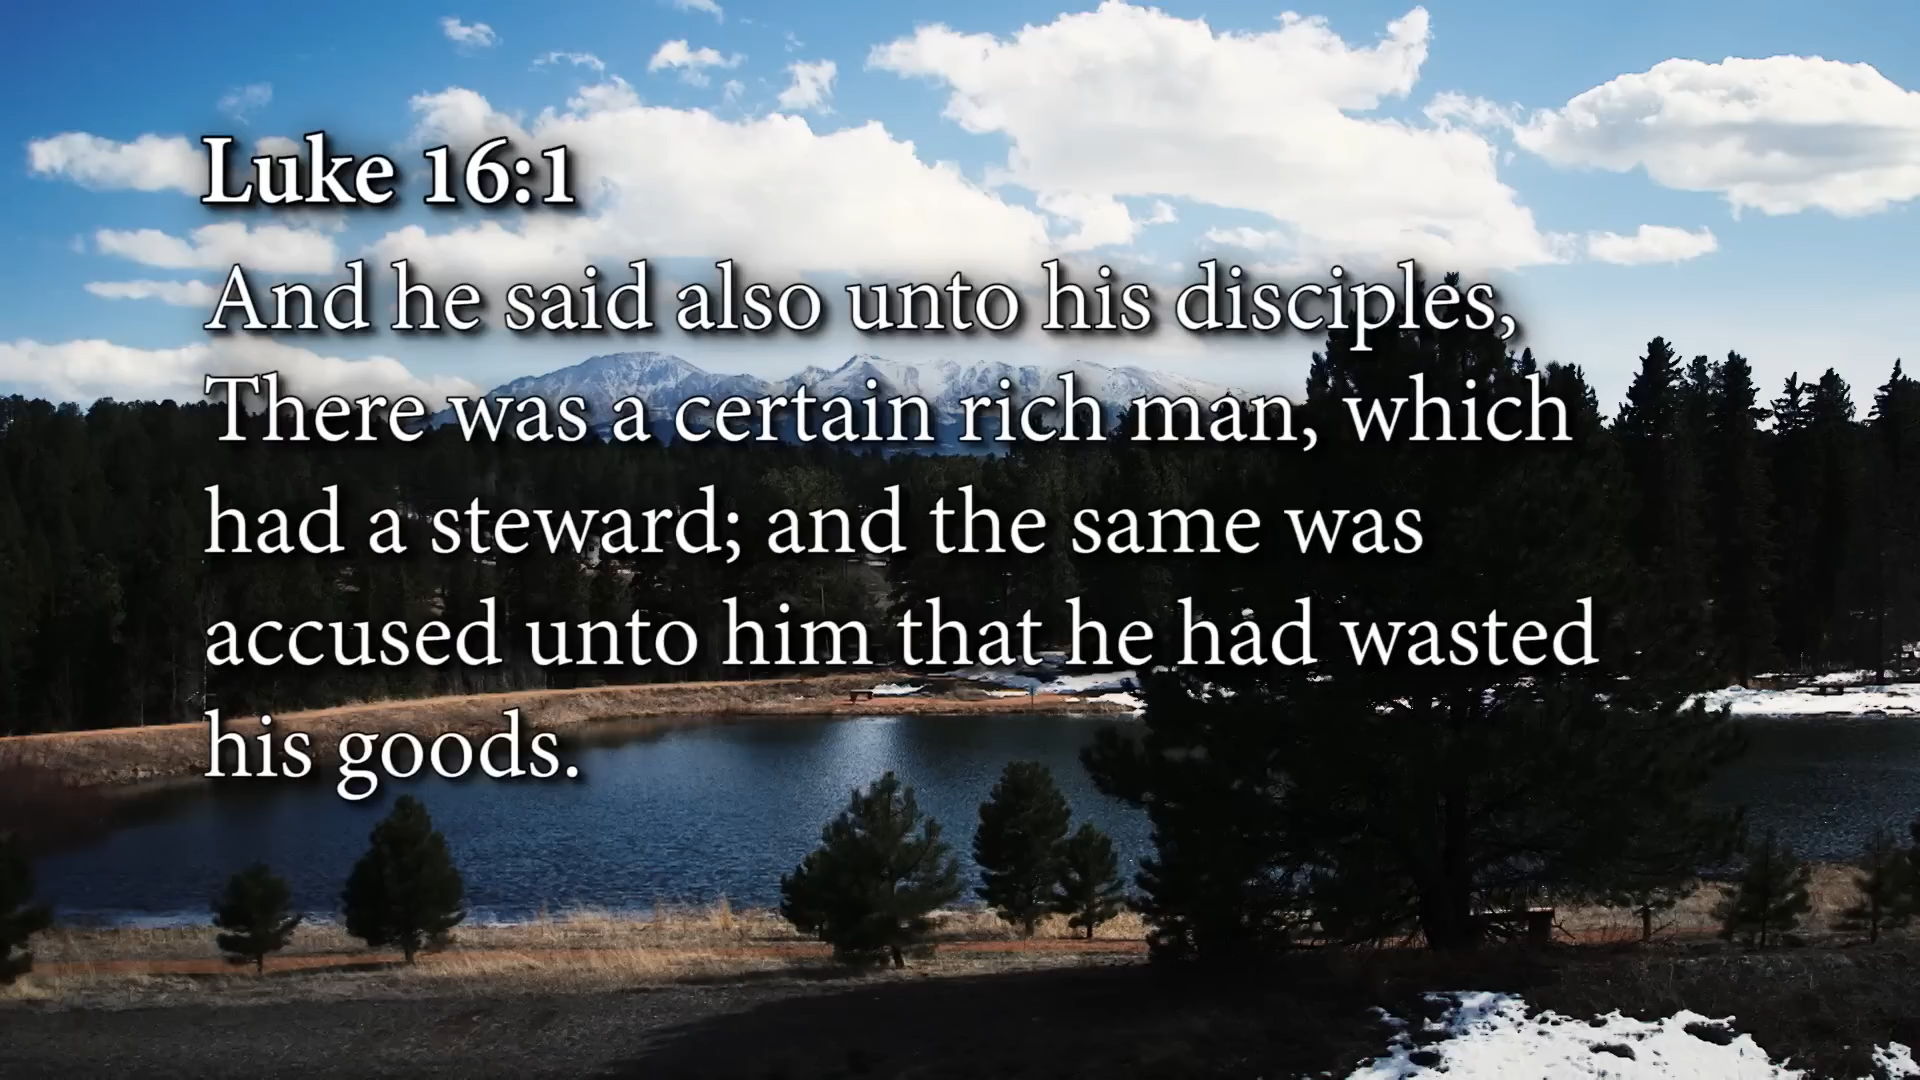 Luke 16:1
And he said also unto his disciples,
There was a certain rich man, which
had a steward; and the same was
accused unto him that he had wasted
his goods.